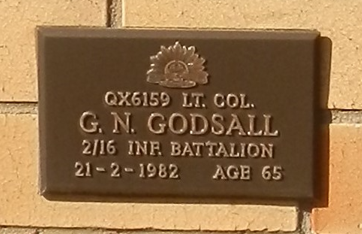 QX6159 LT. COL.
G. N. GODSALL
2/16 INF. BATTALION
21-2-1982 AGE 65